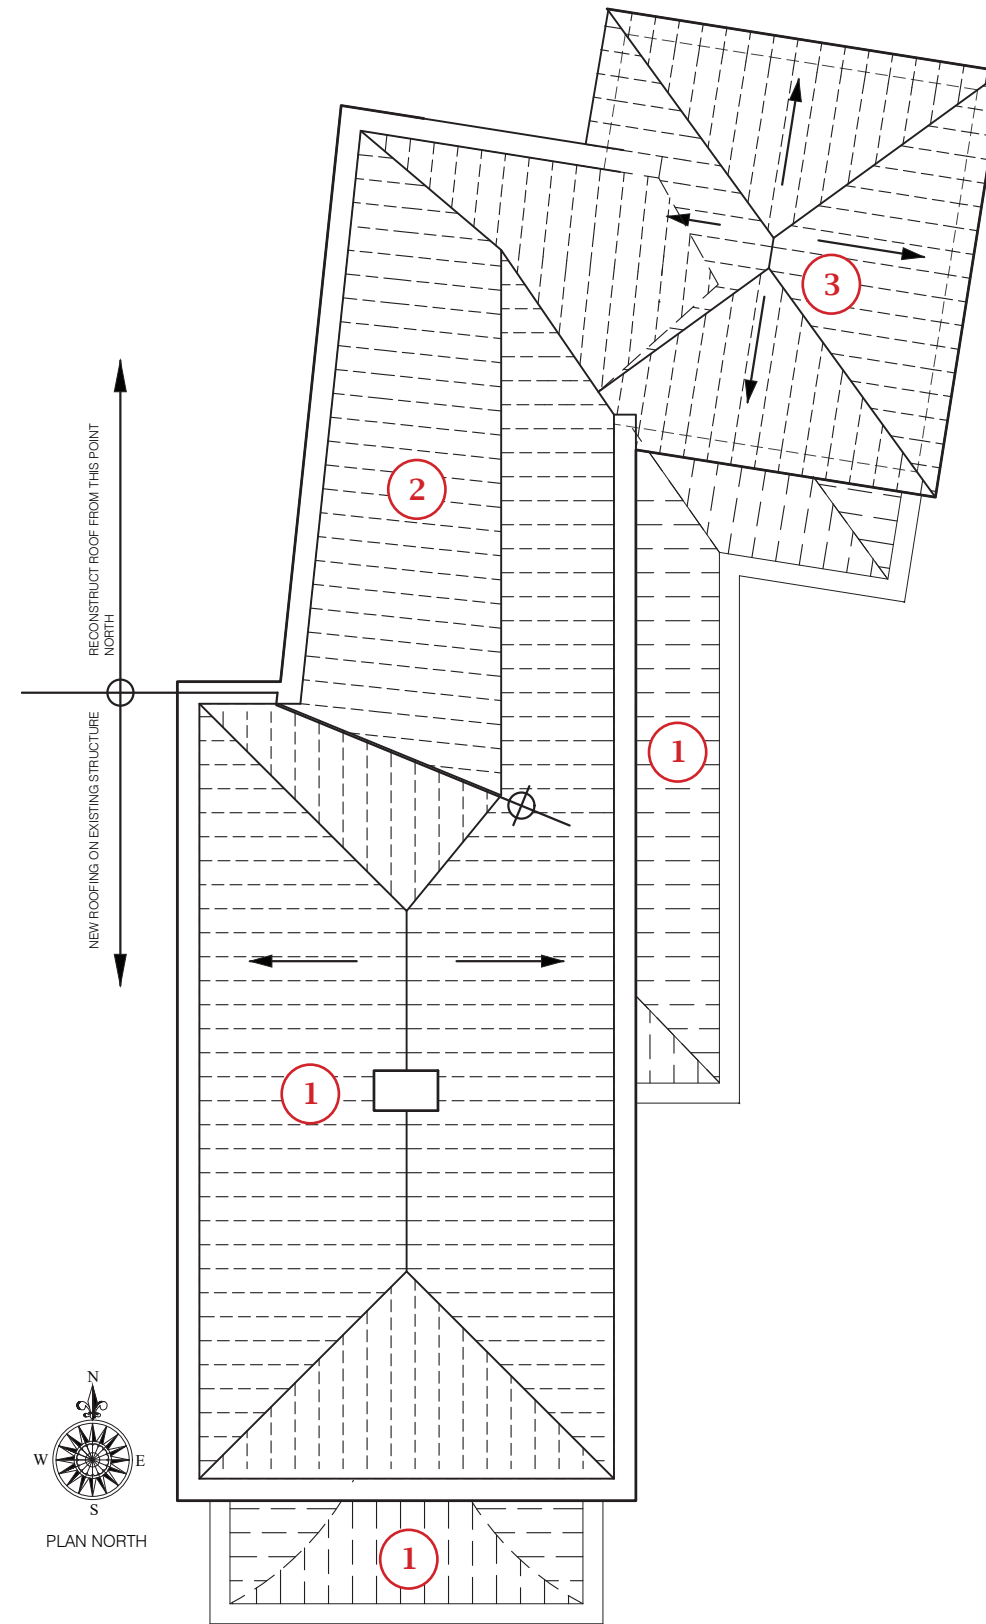 3
2
RECONSTRUCT ROOF FROM THIS POINT
NORTH
NEW ROOFING ON EXISTING STRUCTURE
1
1
N
W
E
S
PLAN NORTH
1